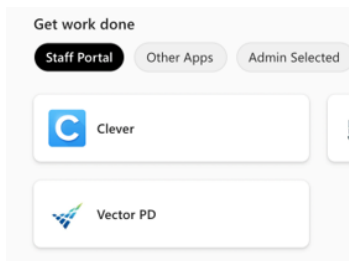 Get work done
Staff Portal Other Apps Admin Selected
C Clever
Vector PD